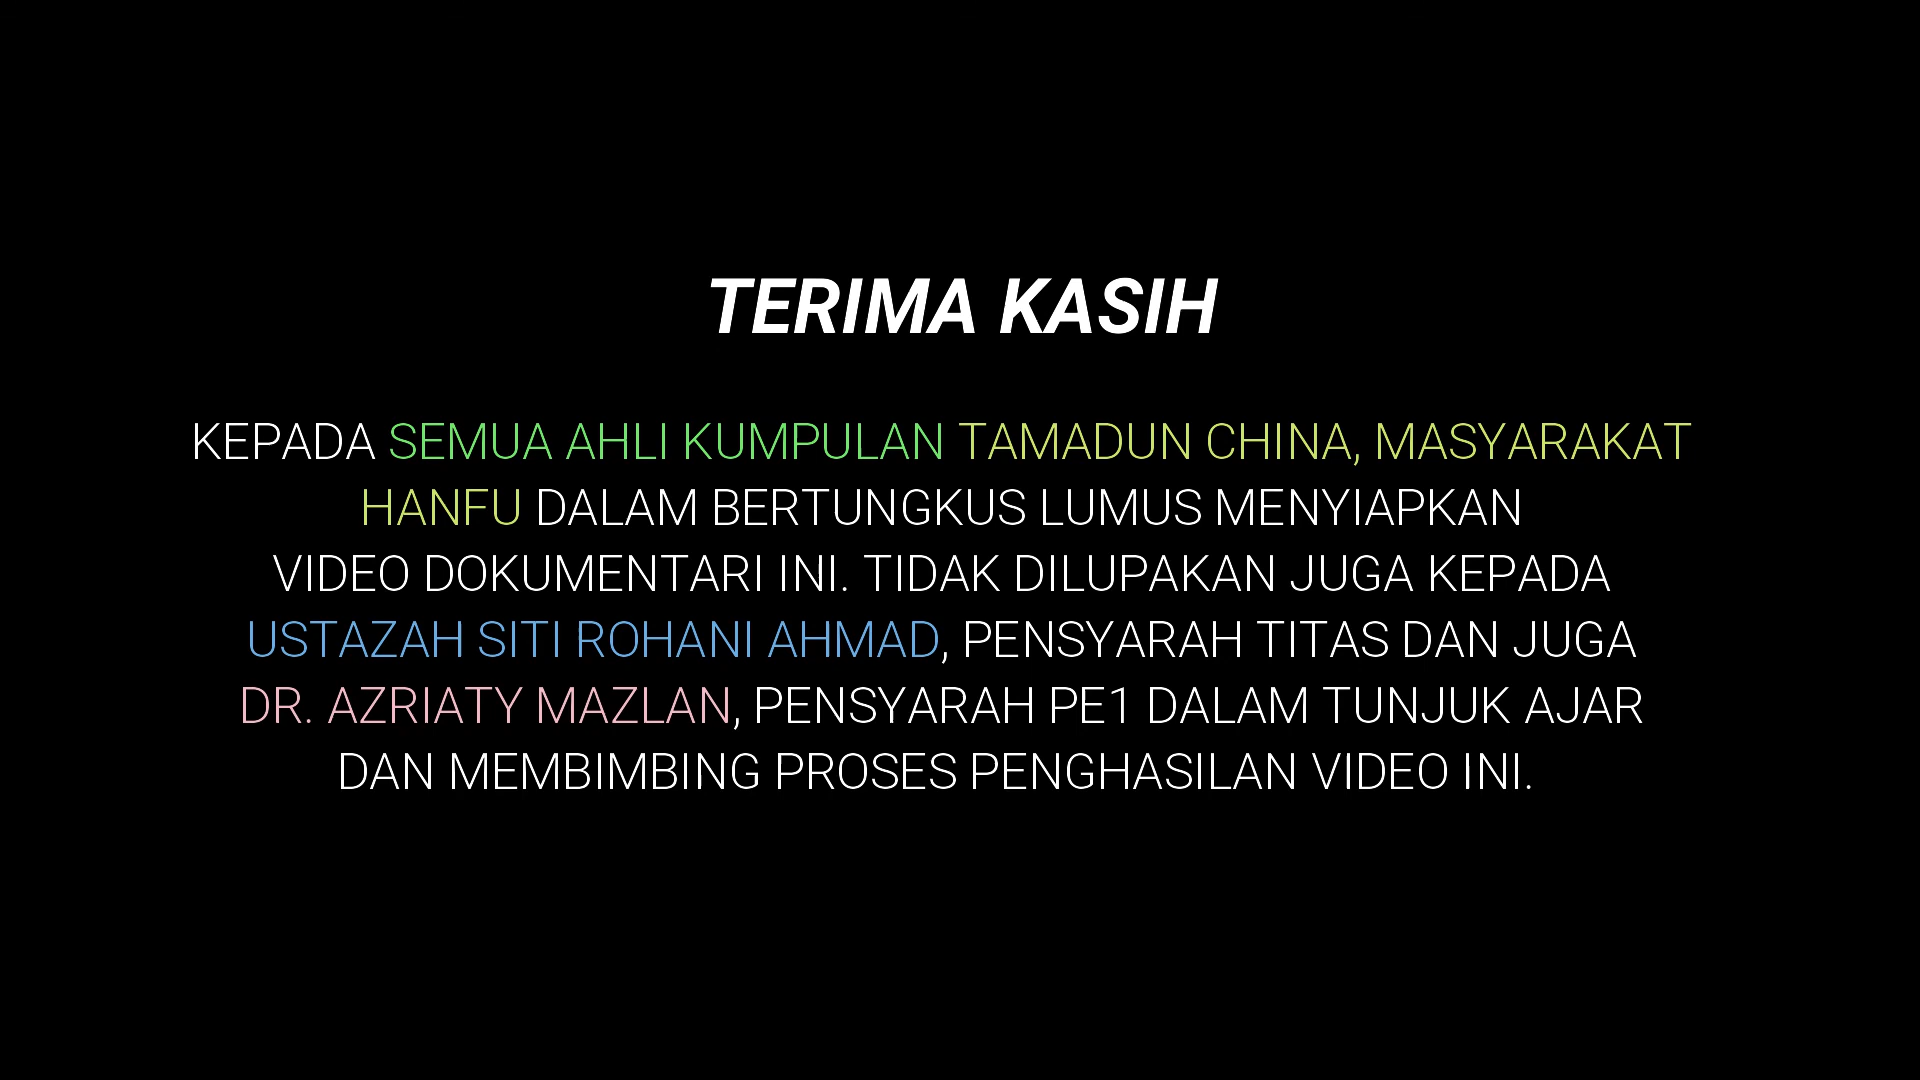 TERIMA KASIH
KEPADA SEMUA AHLI KUMPULAN TAMADUN CHINA, MASYARAKAT
HANFU DALAM BERTUNGKUS LUMUS MENYIAPKAN
VIDEO DOKUMENTARI INI. TIDAK DILUPAKAN JUGA KEPADA
USTAZAH SITI ROHANI AHMAD, PENSYARAH TITAS DAN JUGA
DR. AZRIATY MAZLAN, PENSYARAH PE1 DALAM TUNJUK AJAR
DAN MEMBIMBING PROSES PENGHASILAN VIDEO INI.